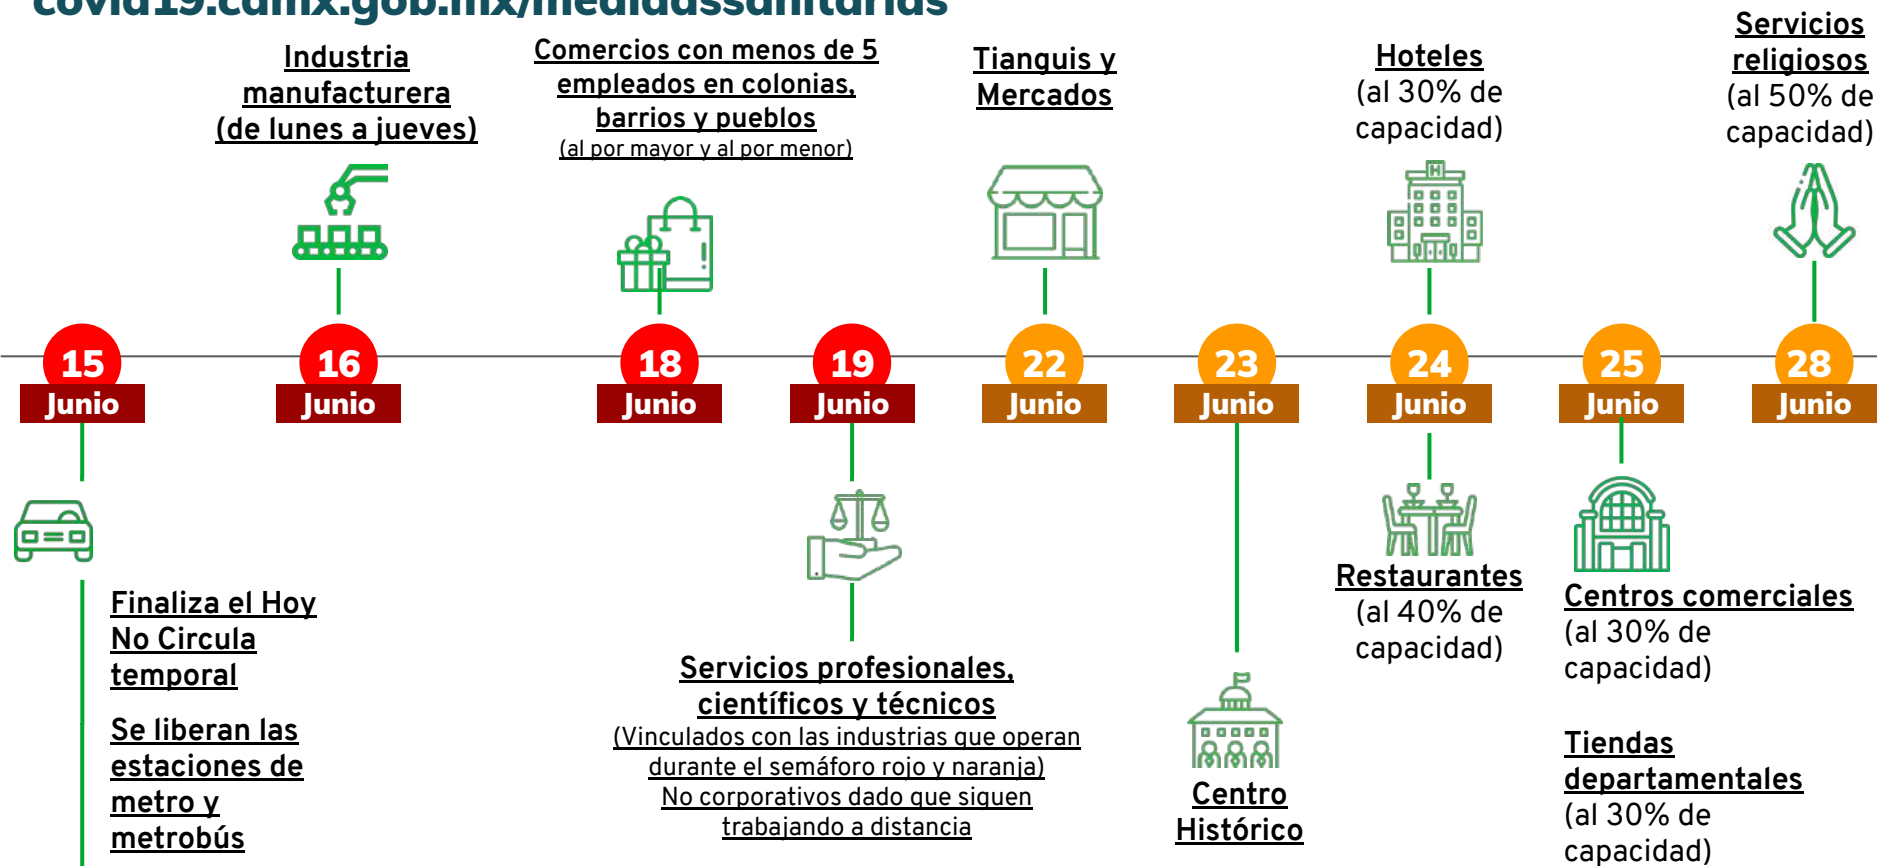 covid19.cdmx.gob.mx/medidassanitarias
Industria
manufacturera
(de lunes a jueves)
Comercios con menos de 5
empleados en colonias,
barrios y pueblos
(al por mayor y al por menor)
Tianguis y
Mercados
Hoteles
(al 30% de
capacidad)
H
Servicios
religiosos
(al 50% de
capacidad)
15
Junio
16
Junio
18
Junio
19
Junio
22
Junio
23
Junio
24
Junio
25
Junio
28
Junio
Finaliza el Hoy
No Circula
temporal
Se liberan las
estaciones de
metro y
metrobús
Servicios profesionales,
científicos y técnicos
(Vinculados con las industrias que operan
durante el semáforo rojo y naranja)
No corporativos dado que siguen
trabajando a distancia
Centro
Histórico
Restaurantes
(al 40% de
capacidad)
Centros comerciales
(al 30% de
capacidad)
Tiendas
departamentales
(al 30% de
capacidad)